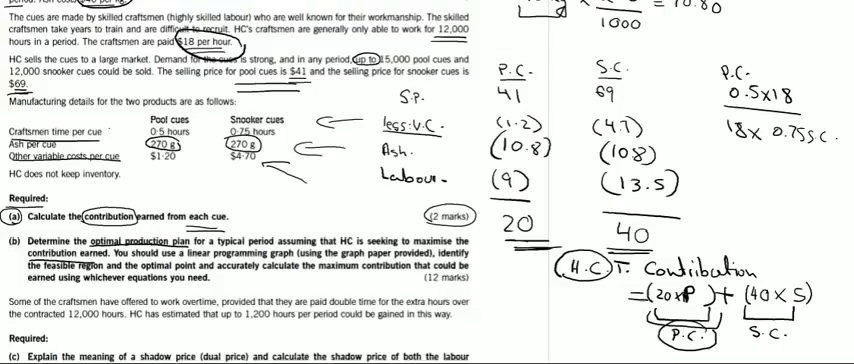 The cues are made by skilled craftsmen (highly skilled labour) who are well known for their workmanship. The skilled
craftsmen take years to train and are difficult to recruit. HC's craftsmen are generally only able to work for 12,000
hours in a period. The craftsmen are paid $18 per hour.
HC sells the cues to a large market. Demand for the cues is strong, and in any period, up to 15,000 pool cues and
12,000 snooker cues could be sold. The selling price for pool cues is $41 and the selling price for snooker cues is
$69.
Manufacturing details for the two products are as follows:
Pool cues Snooker cues
Craftsmen time per cue 0·5 hours 0·75 hours
Ash per cue 270 g 270 g
Other variable costs per cue $1·20 $4·70
HC does not keep inventory.
Required:
(a) Calculate the contribution earned from each cue. (2 marks)
(b) Determine the optimal production plan for a typical period assuming that HC is seeking to maximise the
contribution earned. You should use a linear programming graph (using the graph paper provided), identify
the feasible region and the optimal point and accurately calculate the maximum contribution that could be
earned using whichever equations you need. (12 marks)
Some of the craftsmen have offered to work overtime, provided that they are paid double time for the extra hours over
the contracted 12,000 hours. HC has estimated that up to 1,200 hours per period could be gained in this way.
Required:
(c) Explain the meaning of a shadow price (dual price) and calculate the shadow price of both the labour
1000
= 10.80
P.C. S.C.
S.P. 41 69
less: V.C. (1.2) (4.7)
Ash. (10.8) (10.8)
Labour. (9) (13.5)
20 40
P.C.
0.5x18
18x 0.75 S.C.
H.C. T. Contribution
= (20xP) + (40 x S)
P.C. S.C.